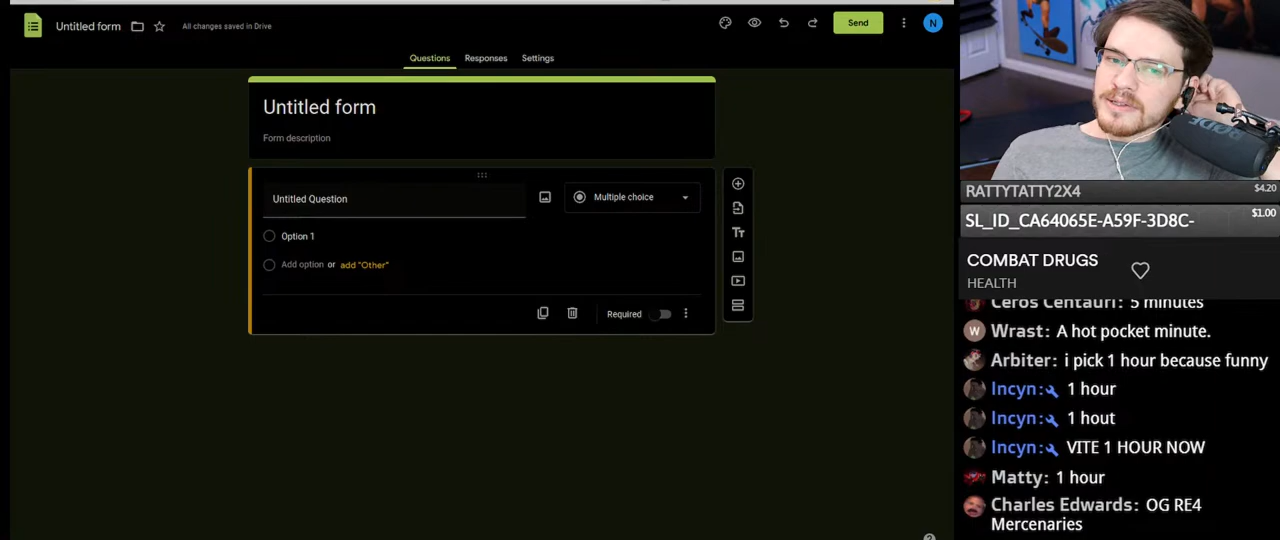 Untitled form
All changes saved in Drive
Send
N
Questions
Responses
Settings
Untitled form
Form description
Untitled Question
Multiple choice
Option 1
Add option or add "Other"
Required
RODE
RATTYTATTY2X4
$4.20
SL_ID_CA64065E-A59F-3D8C-
$1.00
COMBAT DRUGS
HEALTH
Ceros Centauri: 5 minutes
W
Wrast: A hot pocket minute.
Arbiter: i pick 1 hour because funny
Incyn: 1 hour
Incyn: 1 hout
Incyn: VITE 1 HOUR NOW
Matty: 1 hour
Charles Edwards: OG RE4
Mercenaries